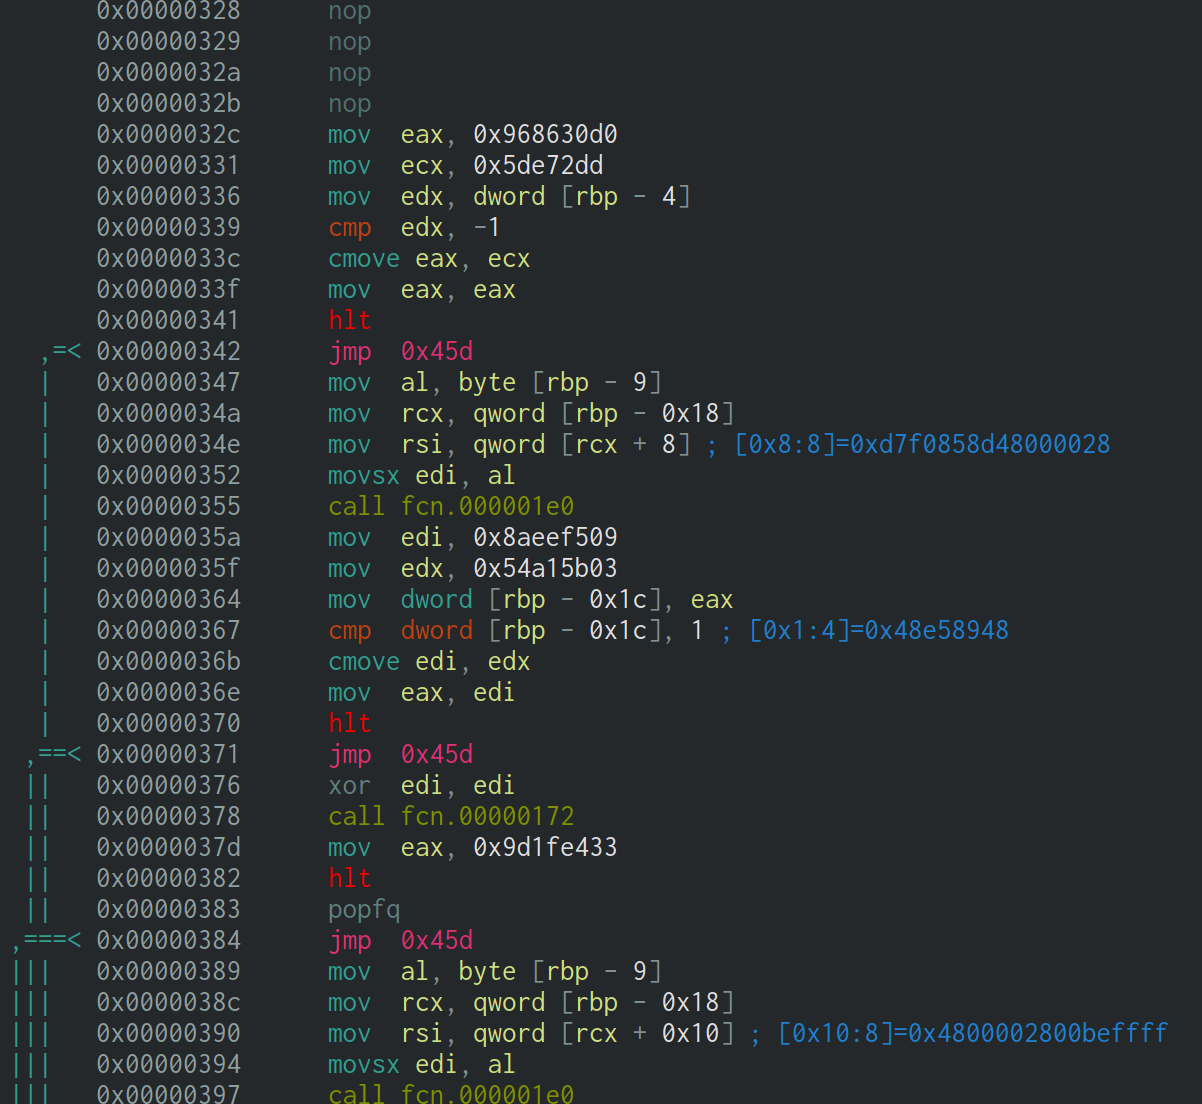 0x00000328 nop
0x00000329 nop
0x0000032a nop
0x0000032b nop
0x0000032c mov eax, 0x968630d0
0x00000331 mov ecx, 0x5de72dd
0x00000336 mov edx, dword [rbp - 4]
0x00000339 cmp edx, -1
0x0000033c cmove eax, ecx
0x0000033f mov eax, eax
0x00000341 hlt
,=< 0x00000342 jmp 0x45d
| 0x00000347 mov al, byte [rbp - 9]
| 0x0000034a mov rcx, qword [rbp - 0x18]
| 0x0000034e mov rsi, qword [rcx + 8] ; [0x8:8]=0xd7f0858d48000028
| 0x00000352 movsx edi, al
| 0x00000355 call fcn.000001e0
| 0x0000035a mov edi, 0x8aeef509
| 0x0000035f mov edx, 0x54a15b03
| 0x00000364 mov dword [rbp - 0x1c], eax
| 0x00000367 cmp dword [rbp - 0x1c], 1 ; [0x1:4]=0x48e58948
| 0x0000036b cmove edi, edx
| 0x0000036e mov eax, edi
| 0x00000370 hlt
,==< 0x00000371 jmp 0x45d
|| 0x00000376 xor edi, edi
|| 0x00000378 call fcn.00000172
|| 0x0000037d mov eax, 0x9d1fe433
|| 0x00000382 hlt
|| 0x00000383 popfq
,===< 0x00000384 jmp 0x45d
||| 0x00000389 mov al, byte [rbp - 9]
||| 0x0000038c mov rcx, qword [rbp - 0x18]
||| 0x00000390 mov rsi, qword [rcx + 0x10] ; [0x10:8]=0x4800002800beffff
||| 0x00000394 movsx edi, al
||| 0x00000397 call fcn.000001e0